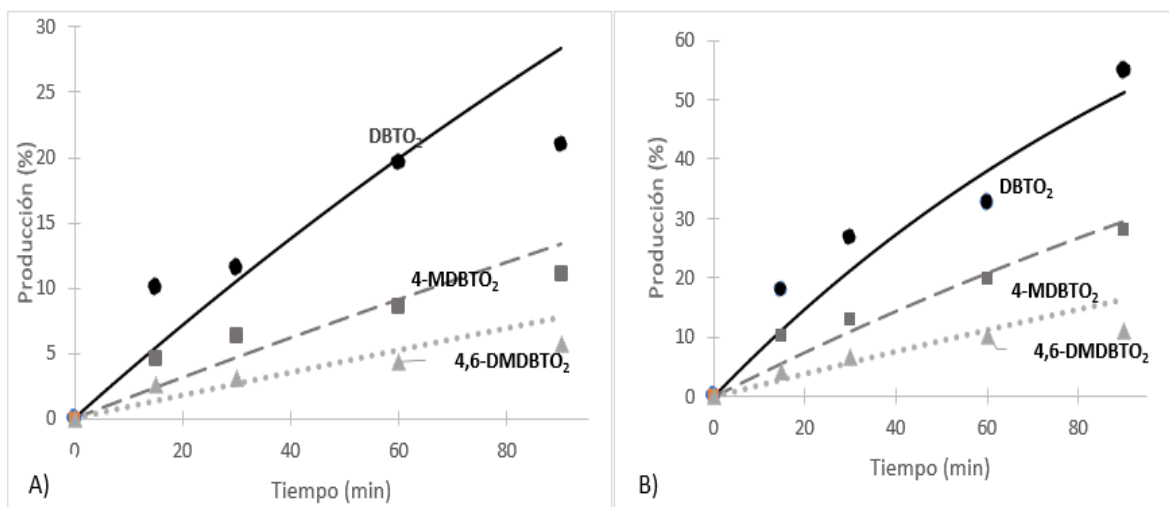 30
25
20
15
10
5
0
0
20
40
60
80
Producción (%)
Tiempo (min)
DBTO₂
4-MDBTO₂
4,6-DMDBTO₂
A)
60
50
40
30
20
10
0
0
20
40
60
80
Producción (%)
Tiempo (min)
DBTO₂
4-MDBTO₂
4,6-DMDBTO₂
B)